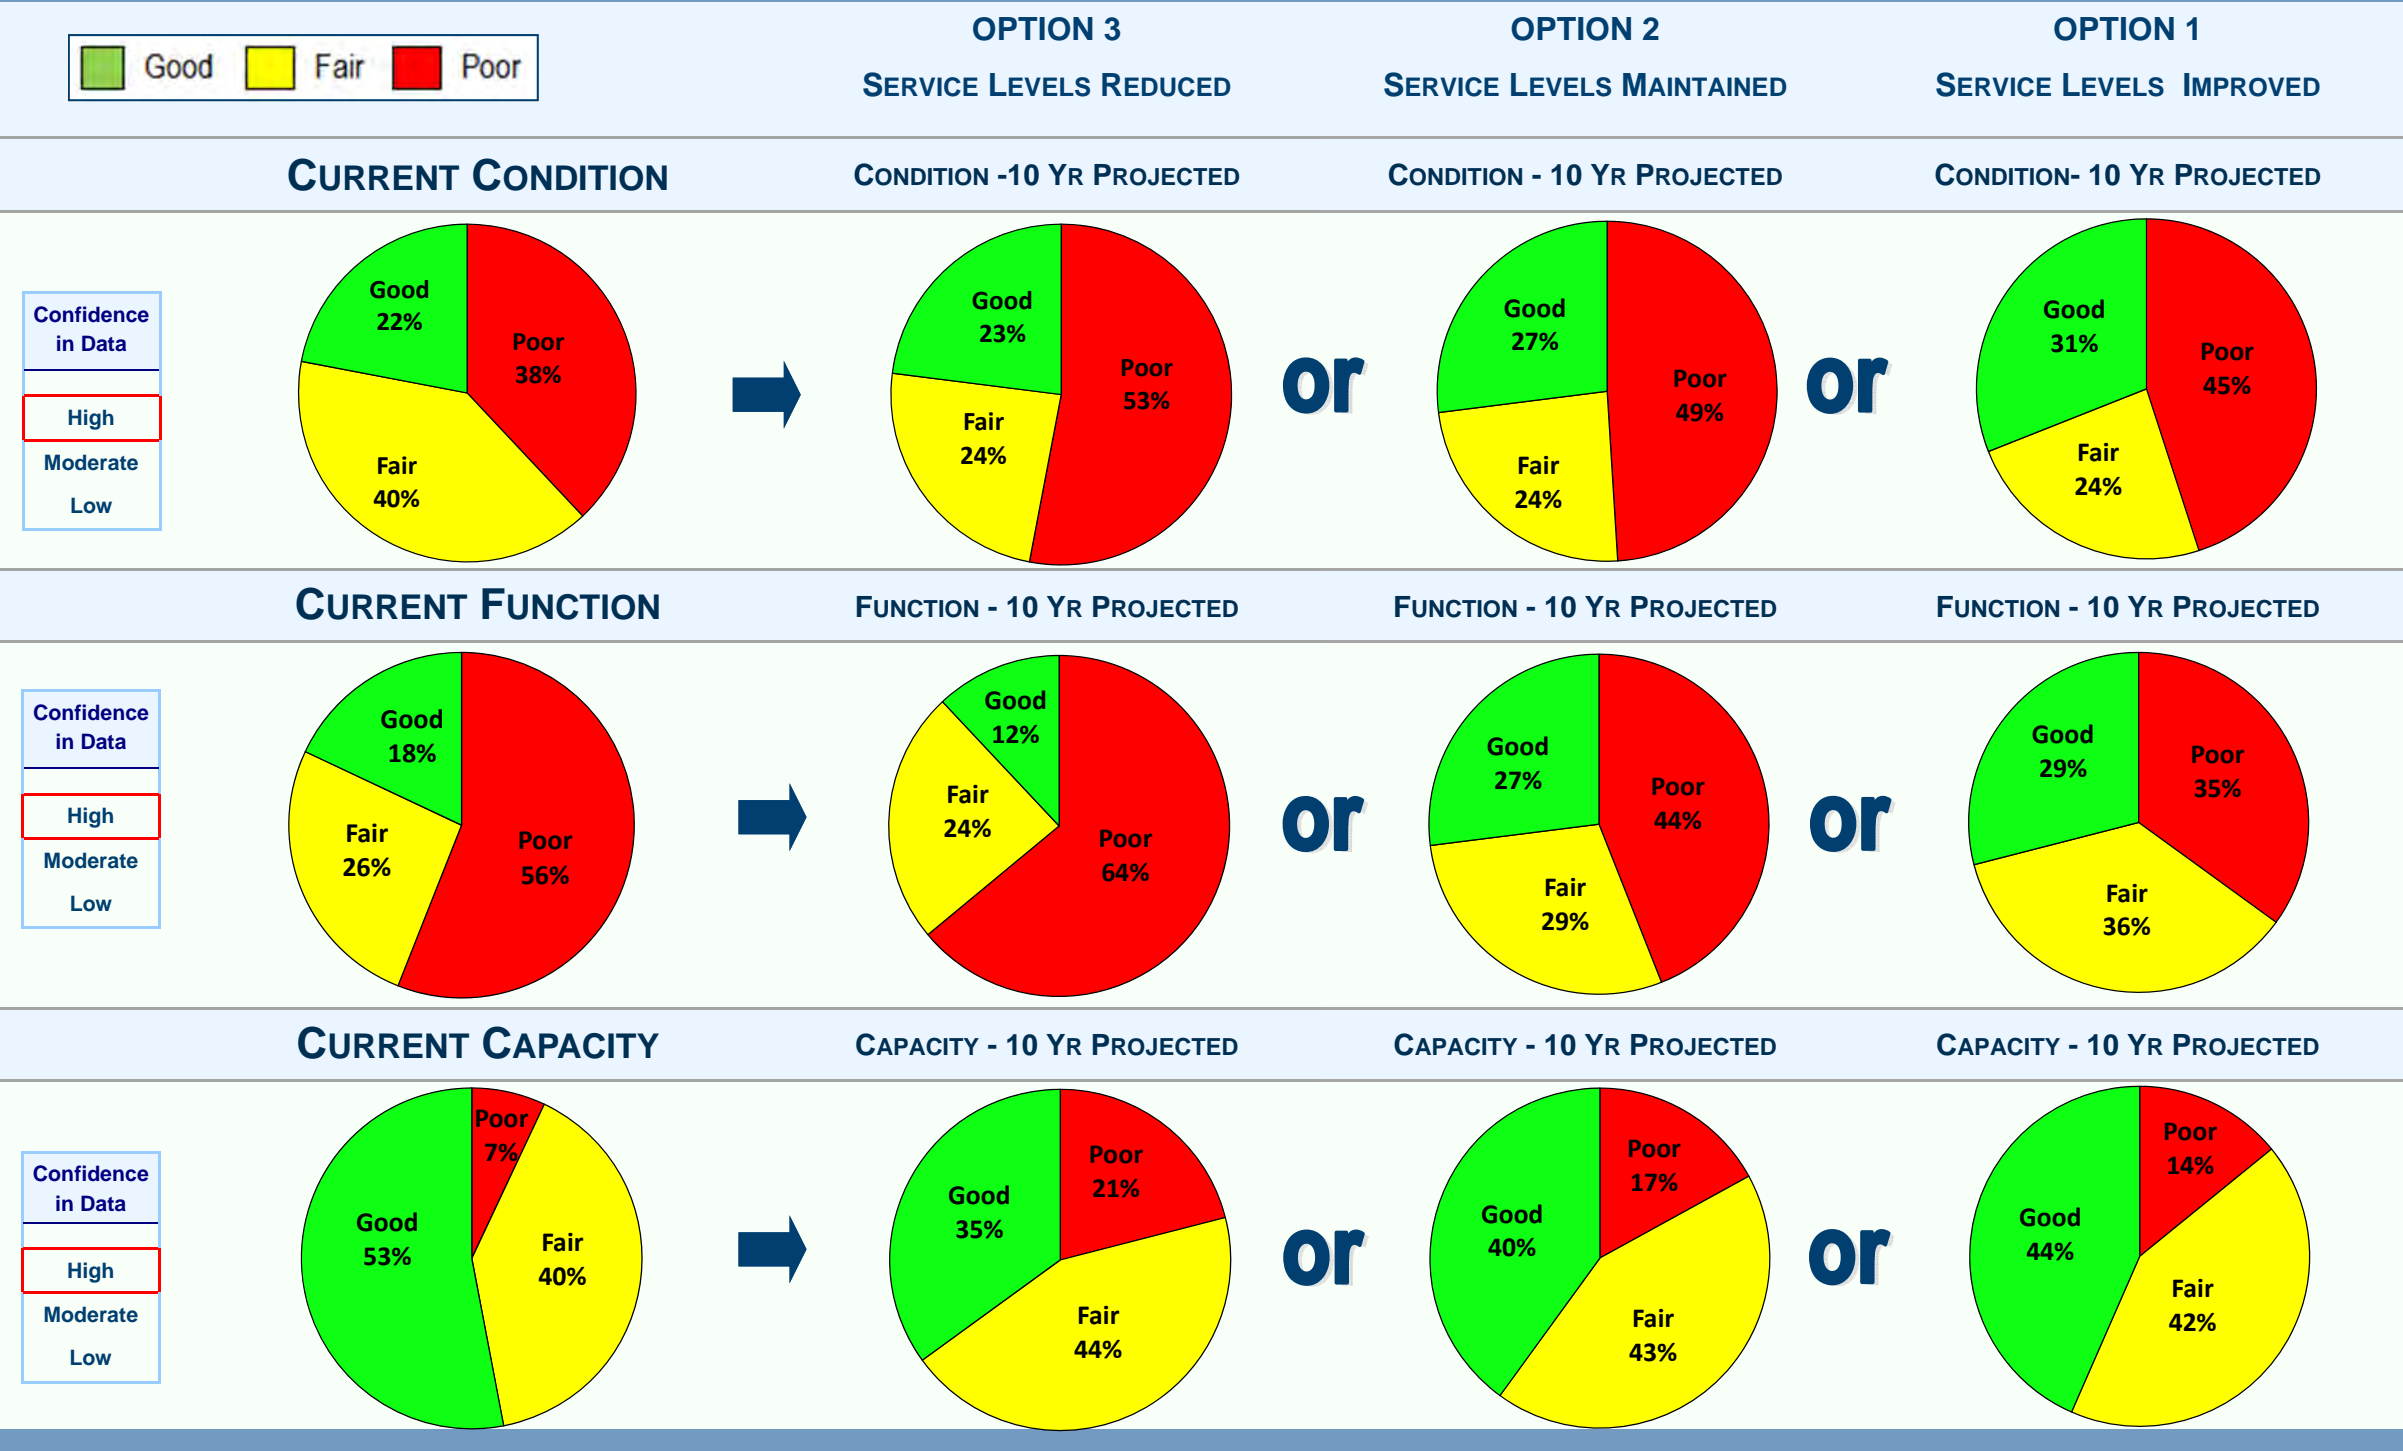 Good Fair Poor
OPTION 3
SERVICE LEVELS REDUCED
OPTION 2
SERVICE LEVELS MAINTAINED
OPTION 1
SERVICE LEVELS IMPROVED
CURRENT CONDITION
CONDITION -10 YR PROJECTED
CONDITION - 10 YR PROJECTED
CONDITION- 10 YR PROJECTED
Confidence
in Data
High
Moderate
Low
Good
22%
Poor
38%
Fair
40%
Good
23%
Poor
53%
Fair
24%
or
Good
27%
Poor
49%
Fair
24%
or
Good
31%
Poor
45%
Fair
24%
CURRENT FUNCTION
FUNCTION - 10 YR PROJECTED
FUNCTION - 10 YR PROJECTED
FUNCTION - 10 YR PROJECTED
Confidence
in Data
High
Moderate
Low
Good
18%
Fair
26%
Poor
56%
Good
12%
Fair
24%
Poor
64%
or
Good
27%
Poor
44%
Fair
29%
or
Good
29%
Poor
35%
Fair
36%
CURRENT CAPACITY
CAPACITY - 10 YR PROJECTED
CAPACITY - 10 YR PROJECTED
CAPACITY - 10 YR PROJECTED
Confidence
in Data
High
Moderate
Low
Poor
7%
Good
53%
Fair
40%
Poor
21%
Good
35%
Fair
44%
or
Poor
17%
Good
40%
Fair
43%
or
Poor
14%
Good
44%
Fair
42%